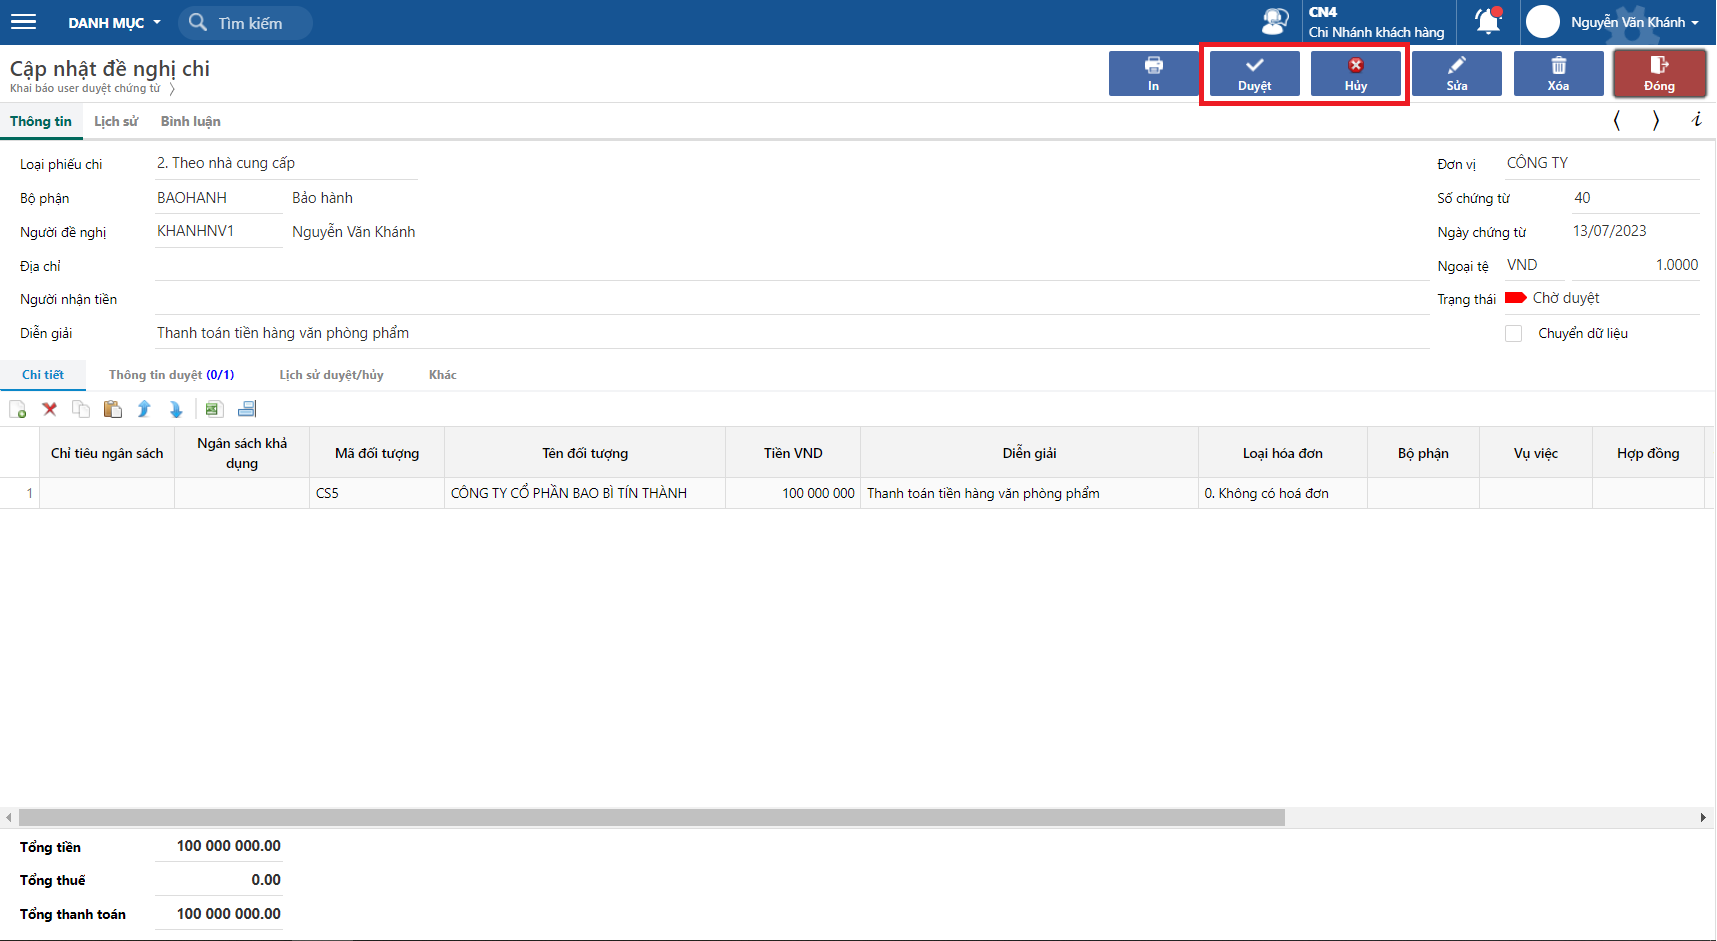 DANH MỤC
Tìm kiếm
CN4
Chi Nhánh khách hàng
Nguyễn Văn Khánh
Cập nhật đề nghị chi
Khai báo user duyệt chứng từ
In
Duyệt
Hủy
Sửa
Xóa
Đóng
Thông tin
Lịch sử
Bình luận
i
Loại phiếu chi
2. Theo nhà cung cấp
Đơn vị
CÔNG TY
Bộ phận
BAOHANH
Bảo hành
Số chứng từ
40
Người đề nghị
KHANHNV1
Nguyễn Văn Khánh
Ngày chứng từ
13/07/2023
Địa chỉ
Ngoại tệ
VND
1.0000
Người nhận tiền
Trạng thái
Chờ duyệt
Diễn giải
Thanh toán tiền hàng văn phòng phẩm
Chuyển dữ liệu
Chi tiết
Thông tin duyệt (0/1)
Lịch sử duyệt/hủy
Khác
Chỉ tiêu ngân sách
Ngân sách khả
dụng
Mã đối tượng
Tên đối tượng
Tiền VND
Diễn giải
Loại hóa đơn
Bộ phận
Vụ việc
Hợp đồng
1
CS5
CÔNG TY CỔ PHẦN BAO BÌ TÍN THÀNH
100 000 000
Thanh toán tiền hàng văn phòng phẩm
0. Không có hoá đơn
Tổng tiền
100 000 000.00
Tổng thuế
0.00
Tổng thanh toán
100 000 000.00